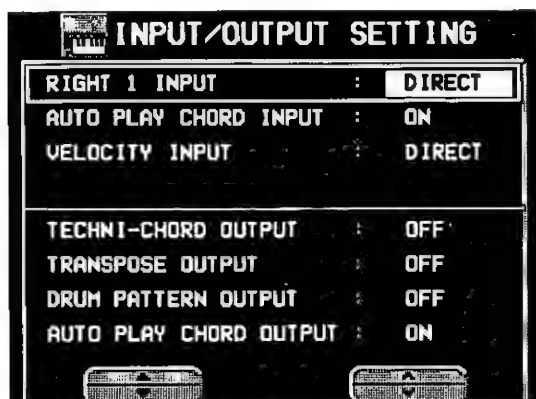 INPUT/OUTPUT SETTING
RIGHT 1 INPUT : DIRECT
AUTO PLAY CHORD INPUT : ON
VELOCITY INPUT : DIRECT
TECHNI-CHORD OUTPUT : OFF
TRANSPOSE OUTPUT : OFF
DRUM PATTERN OUTPUT : OFF
AUTO PLAY CHORD OUTPUT : ON